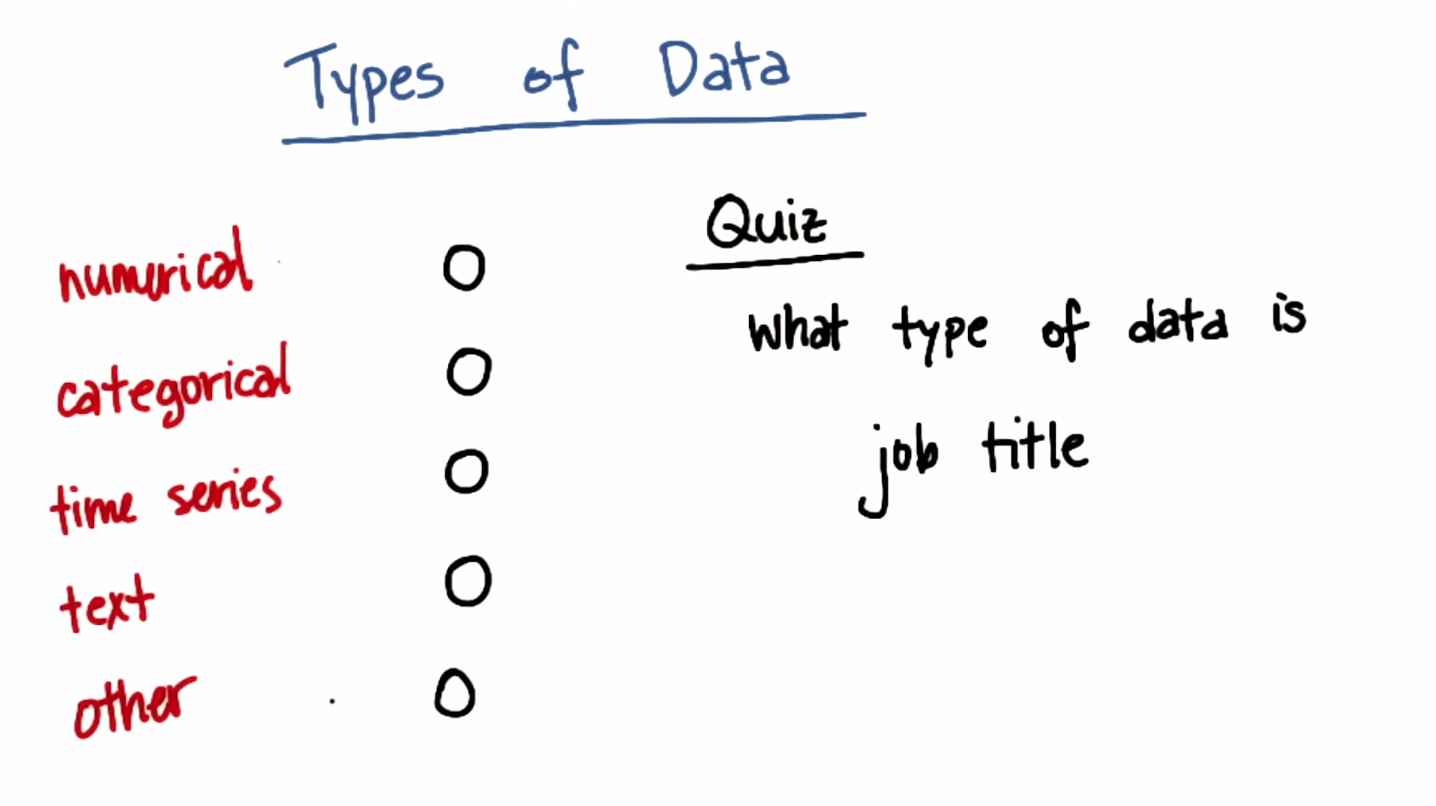 Types of Data
numerical
categorical
time series
text
other
Quiz
What type of data is
job title